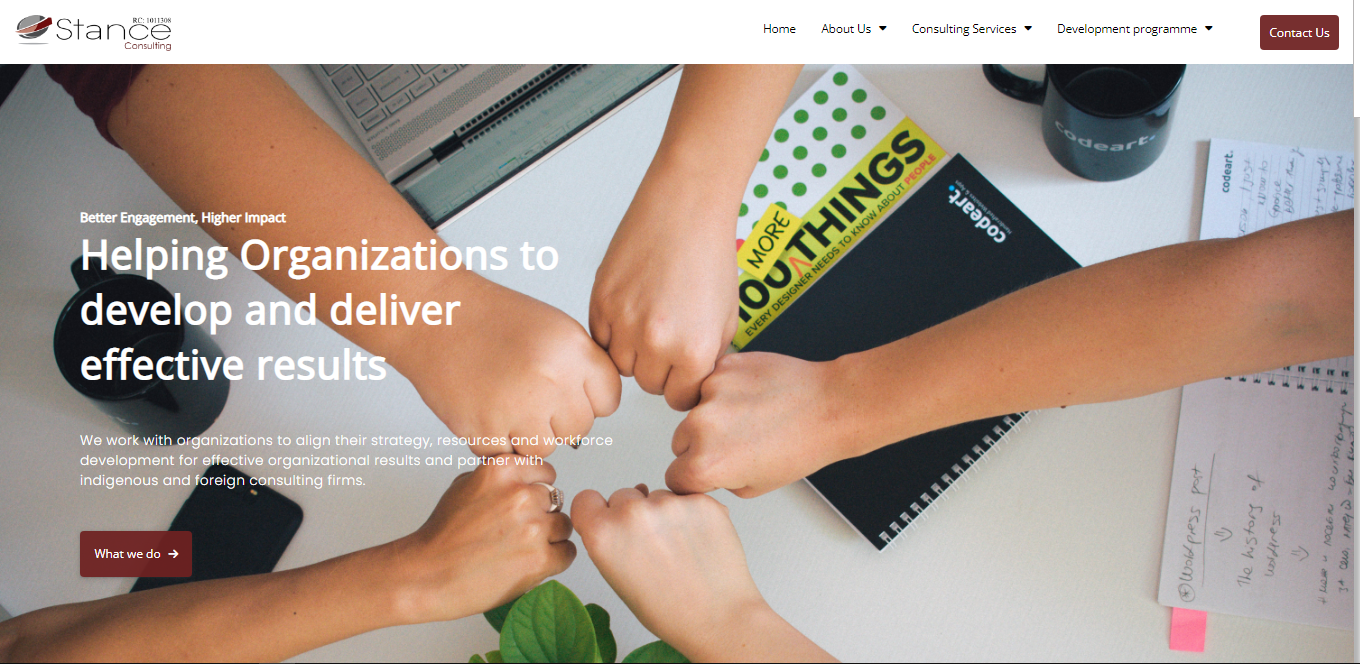 RC: 1011308
Stance
Consulting
Home
About Us
Consulting Services
Development programme
Contact Us
Better Engagement, Higher Impact
Helping Organizations to
develop and deliver
effective results
We work with organizations to align their strategy, resources and workforce
development for effective organizational results and partner with
indigenous and foreign consulting firms.
What we do →
100 MORE THINGS
EVERY DESIGNER NEEDS TO KNOW ABOUT PEOPLE
codeart.
codeart.
codeart.
Wordpress post
The history of
wordpress